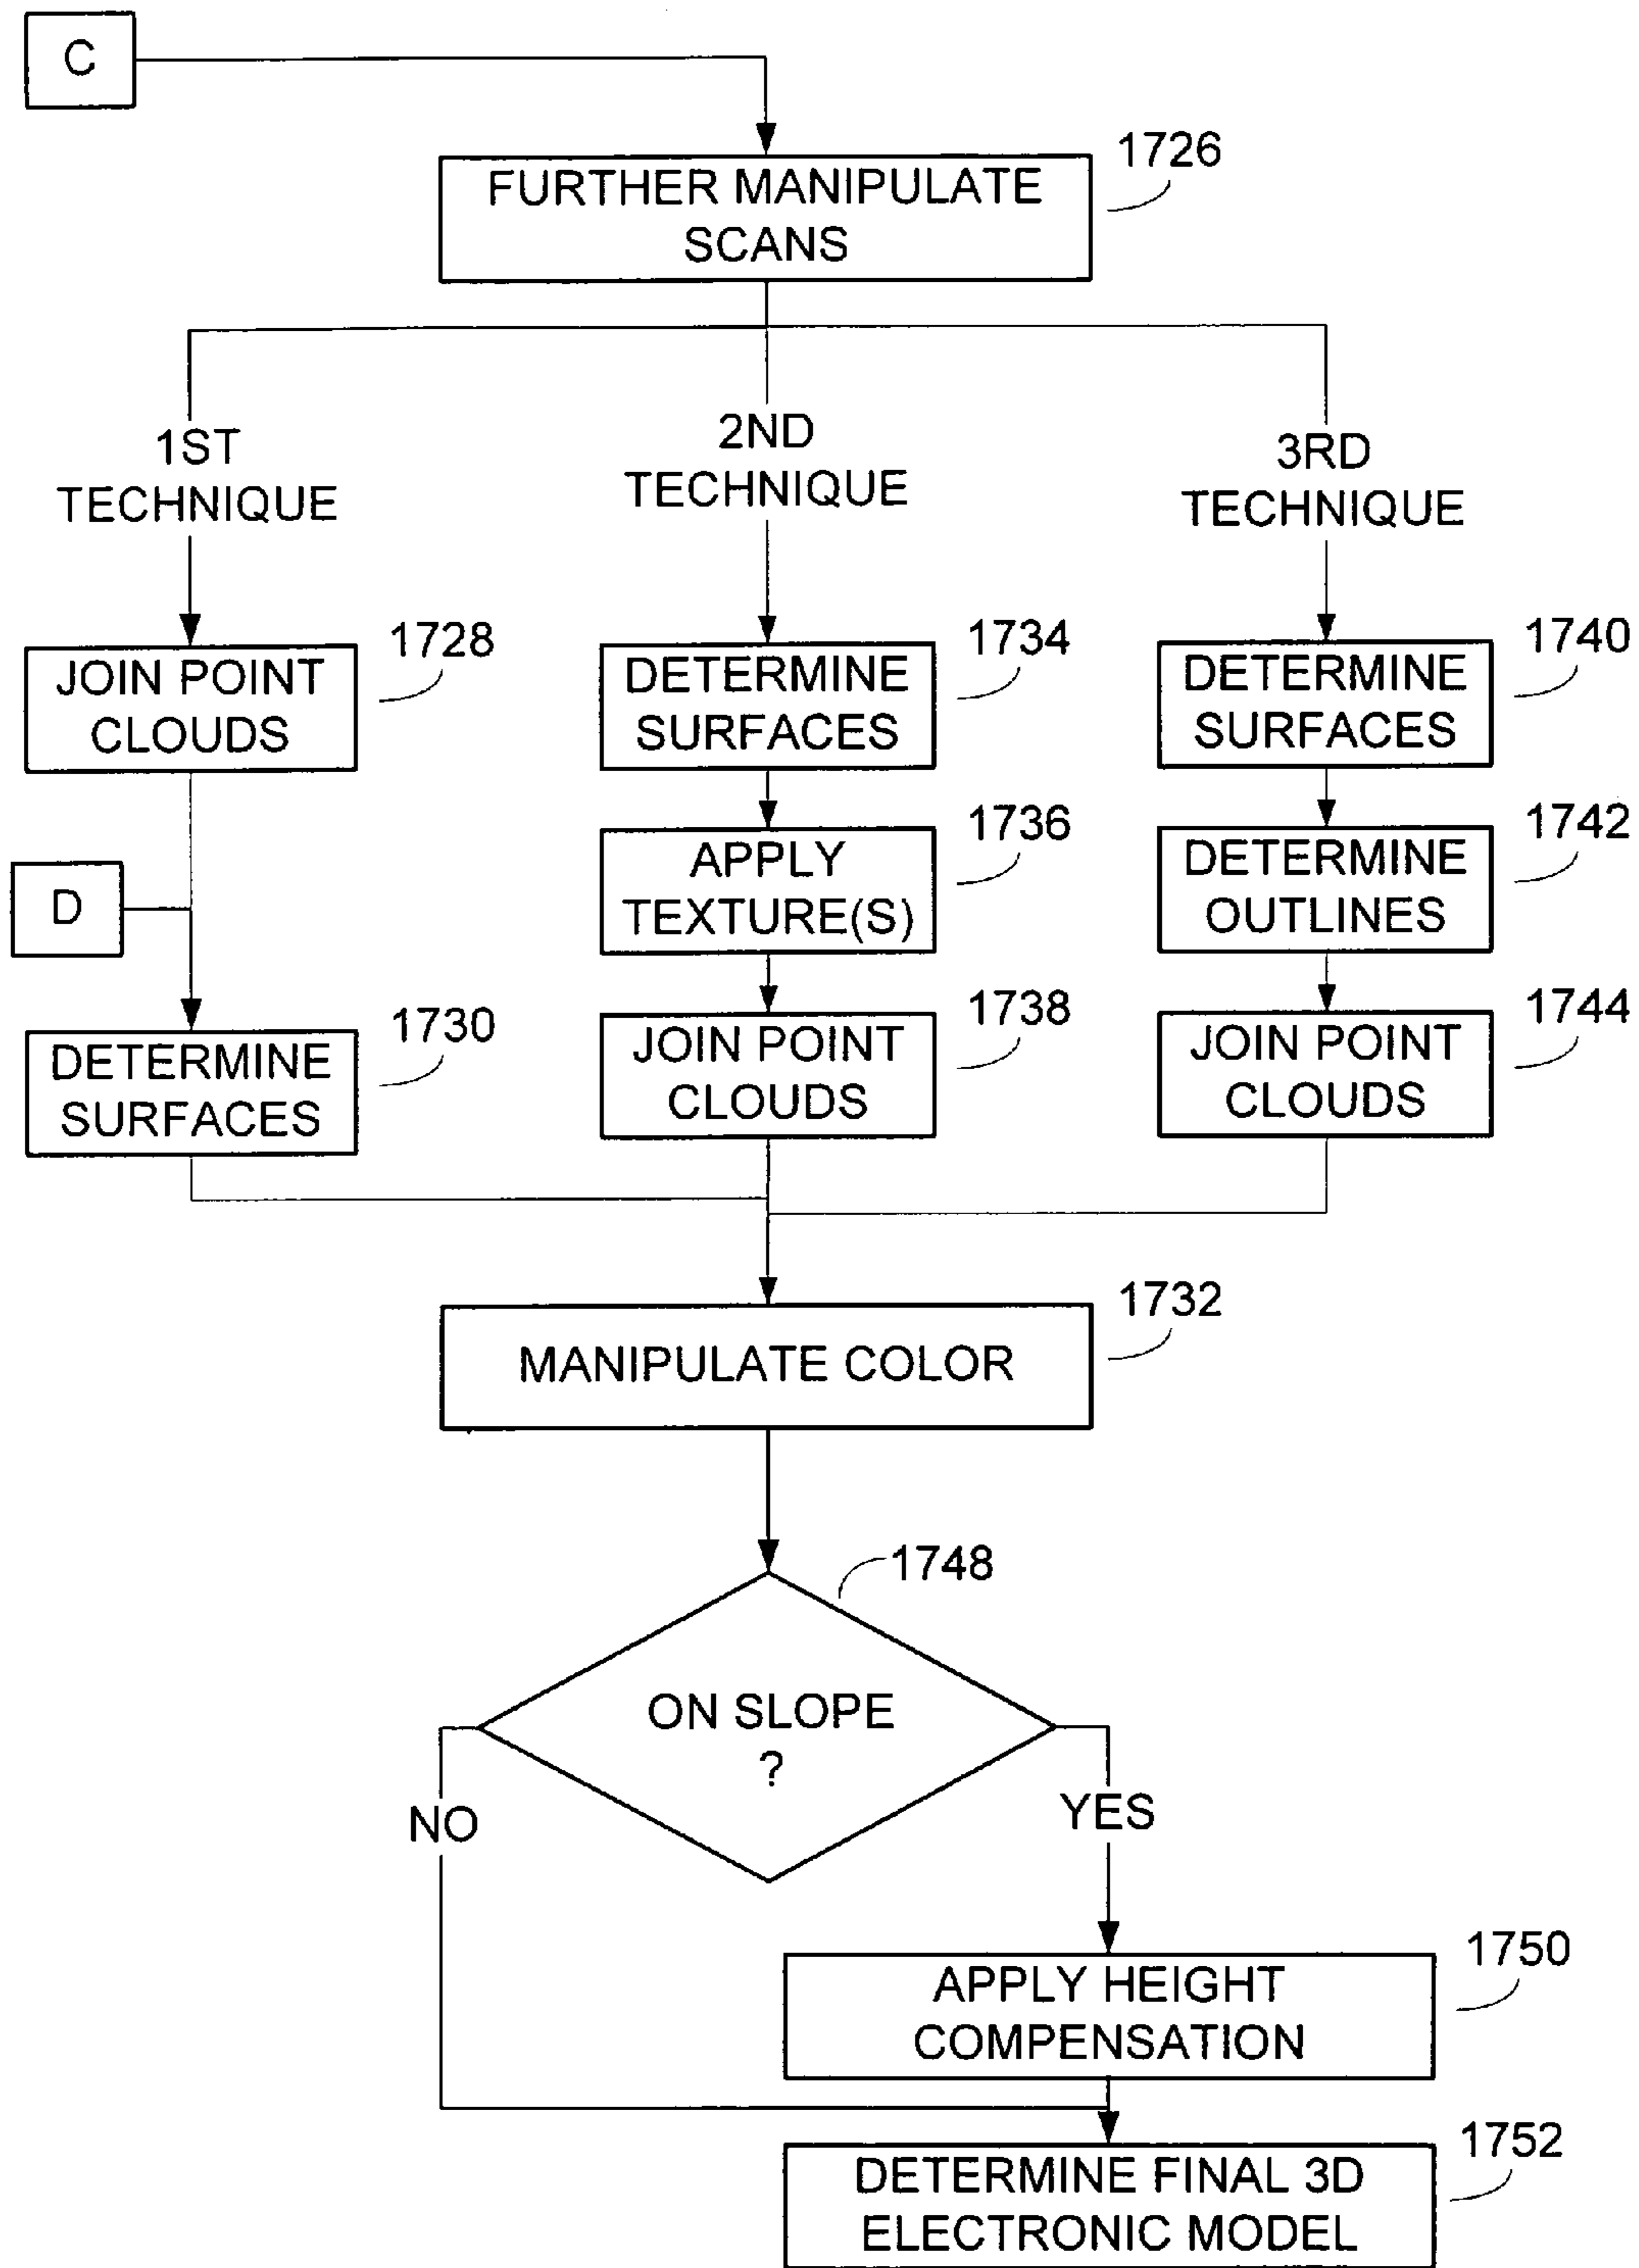 C
1726
FURTHER MANIPULATE
SCANS
1ST
TECHNIQUE
2ND
TECHNIQUE
3RD
TECHNIQUE
1728
JOIN POINT
CLOUDS
1734
DETERMINE
SURFACES
1740
DETERMINE
SURFACES
D
1736
APPLY
TEXTURE(S)
1742
DETERMINE
OUTLINES
1730
DETERMINE
SURFACES
1738
JOIN POINT
CLOUDS
1744
JOIN POINT
CLOUDS
1732
MANIPULATE COLOR
1748
ON SLOPE
?
NO
YES
1750
APPLY HEIGHT
COMPENSATION
1752
DETERMINE FINAL 3D
ELECTRONIC MODEL